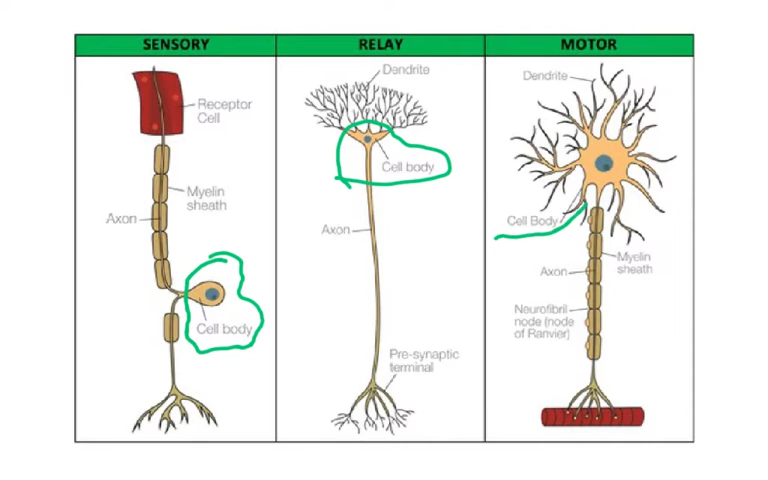 SENSORY
RELAY
MOTOR
Receptor
Cell
Myelin
sheath
Axon
Cell body
Dendrite
Cell body
Axon
Pre-synaptic
terminal
Dendrite
Cell Body
Myelin
sheath
Axon
Neurofibril
node (node
of Ranvier)